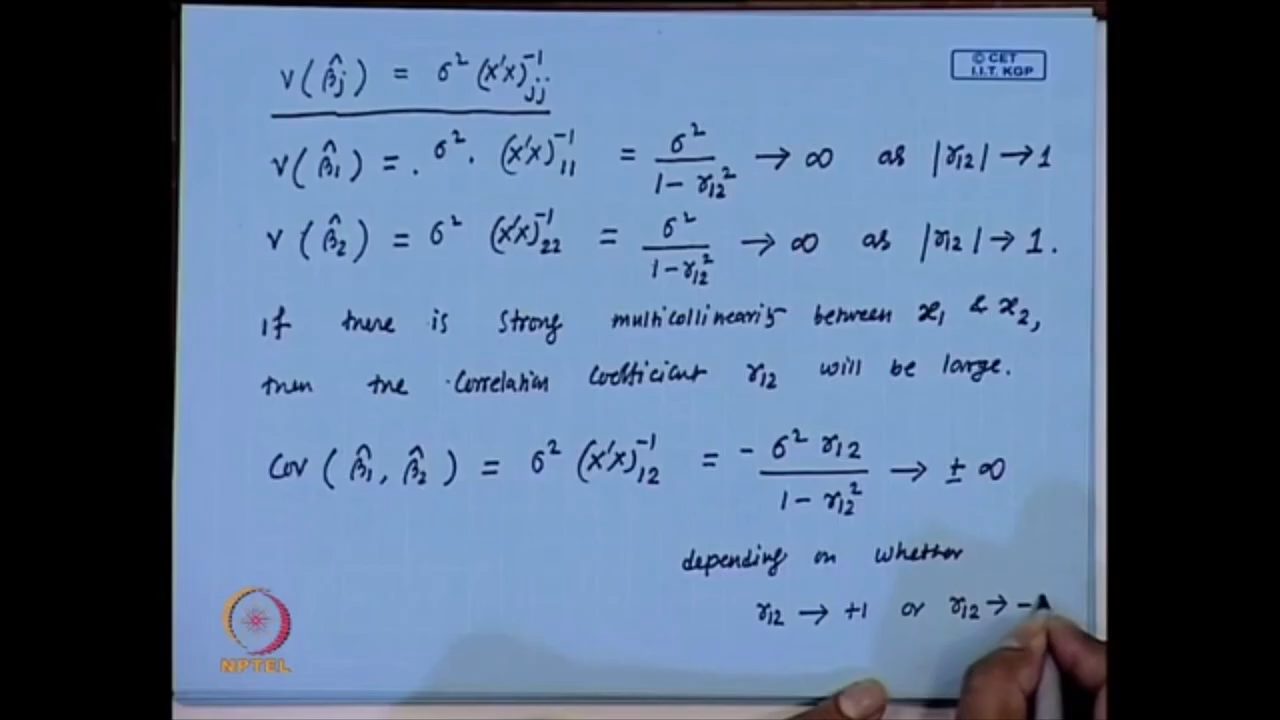 V(β̂j) = σ² (X'X)⁻¹jj
© CET
I.I.T. KGP
V(β̂1) = . σ² . (X'X)⁻¹11 = σ² / 1 - r12² → ∞ as |r12| → 1
V(β̂2) = σ² (X'X)⁻¹22 = σ² / 1 - r12² → ∞ as |r12| → 1.
If there is strong multicollinearity between x1 & x2,
then the correlation coefficient r12 will be large.
Cov(β̂1, β̂2) = σ² (X'X)⁻¹12 = - σ² r12 / 1 - r12² → ± ∞
depending on whether
r12 → +1 or r12 → -
NPTEL